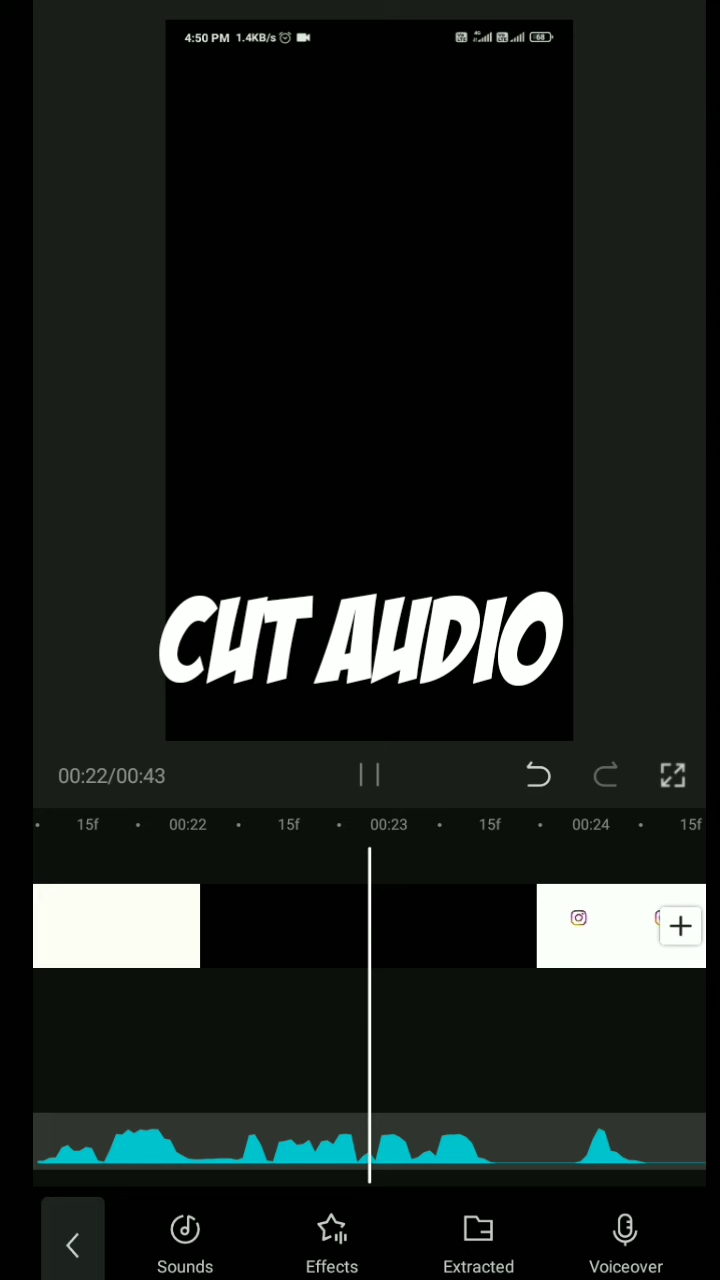 4:50 PM 1.4KB/s 68
CUT AUDIO
00:22/00:43
15f 00:22 15f 00:23 15f 00:24 15f
Sounds Effects Extracted Voiceover